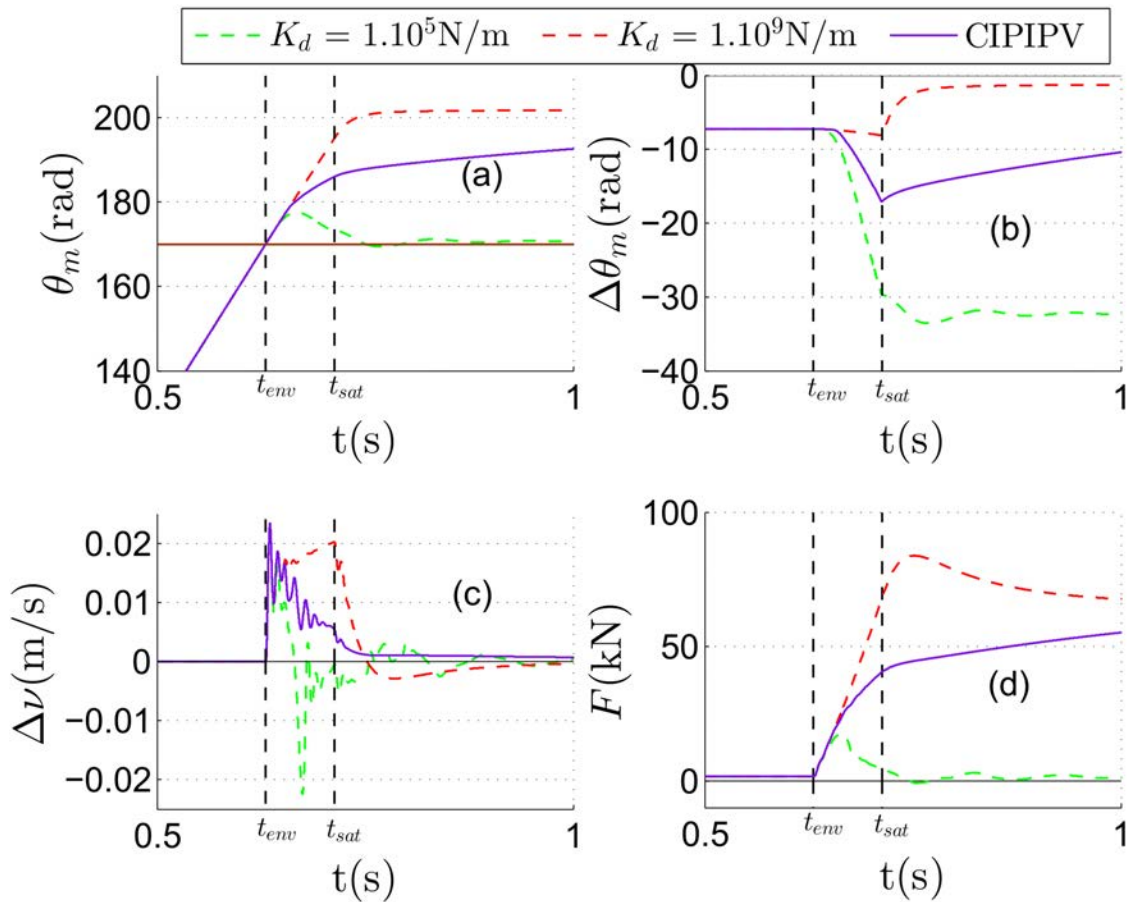 K_d = 1.10^5N/m K_d = 1.10^9N/m CIPIPV
200
180
160
140
θ_m(rad)
(a)
0.5 t_env t_sat 1
t(s)
0
−10
−20
−30
−40
Δθ_m(rad)
(b)
0.5 t_env t_sat 1
t(s)
0.02
0.01
0
−0.01
−0.02
Δν(m/s)
(c)
0.5 t_env t_sat 1
t(s)
100
50
0
F(kN)
(d)
0.5 t_env t_sat 1
t(s)